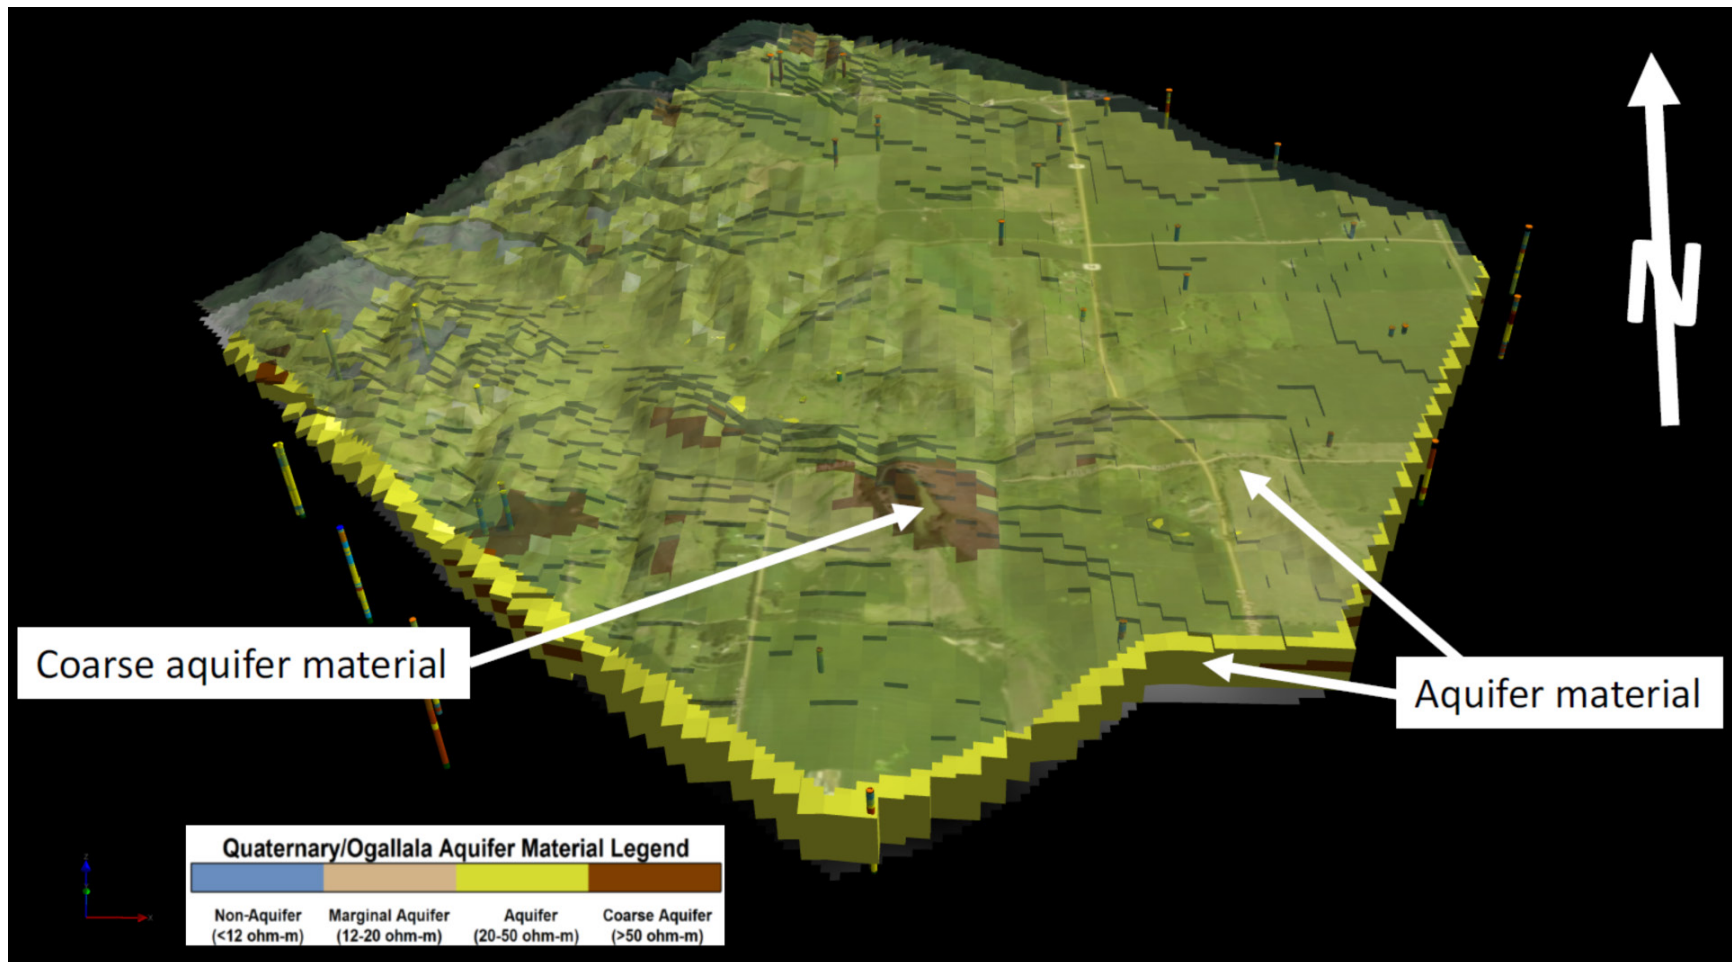 N
Coarse aquifer material
Aquifer material
Quaternary/Ogallala Aquifer Material Legend
Non-Aquifer Marginal Aquifer Aquifer Coarse Aquifer
(<12 ohm-m) (12-20 ohm-m) (20-50 ohm-m) (>50 ohm-m)
z
x